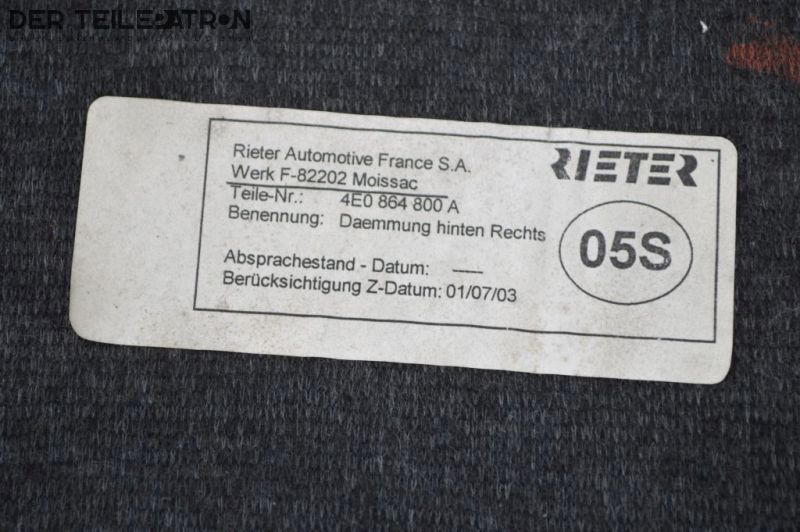 DER TEILEPATRON
Rieter Automotive France S.A.
RIETER
Werk F-82202 Moissac
Teile-Nr.: 4E0 864 800 A
Benennung: Daemmung hinten Rechts
05S
Absprachestand - Datum: ___
Berücksichtigung Z-Datum: 01/07/03